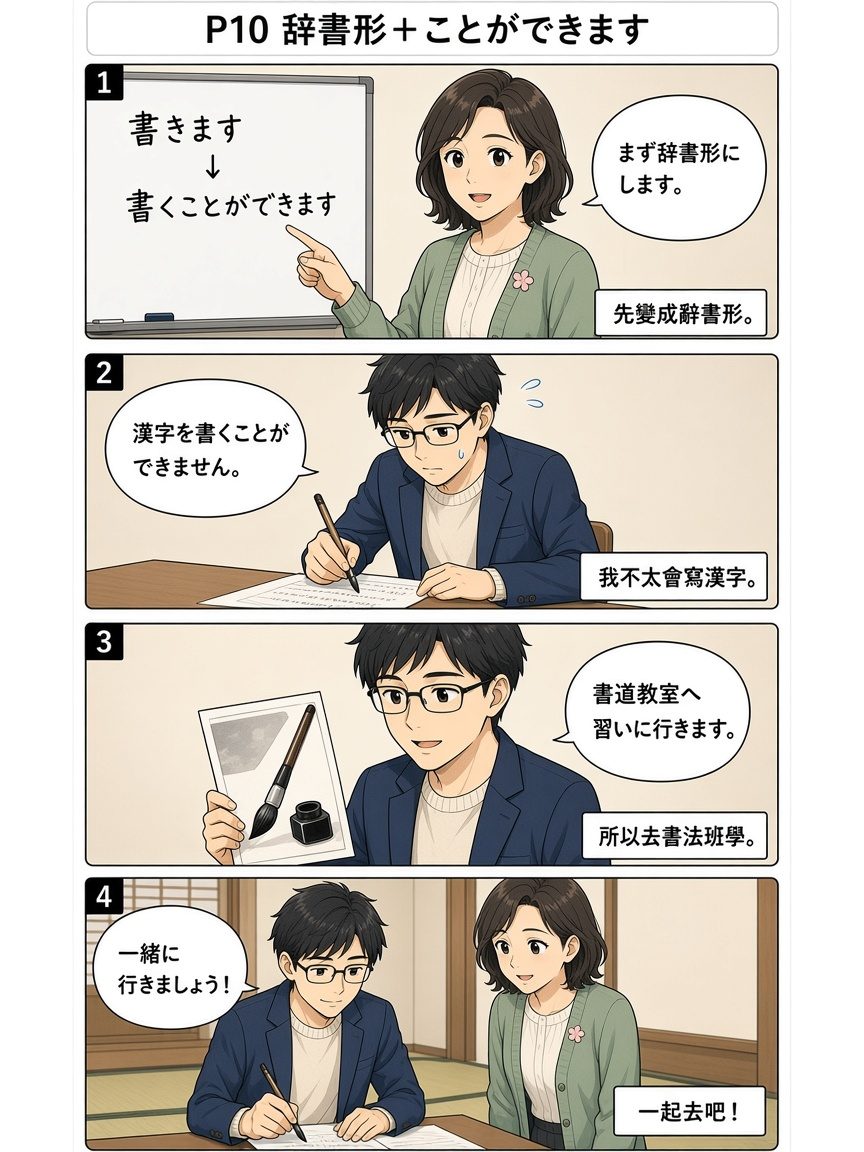 P10 辞書形＋ことができます
1
書きます
↓
書くことができます
まず辞書形に
します。
先變成辭書形。
2
漢字を書くことが
できません。
我不太會寫漢字。
3
書道教室へ
習いに行きます。
所以去書法班學。
4
一緒に
行きましょう！
一起去吧！